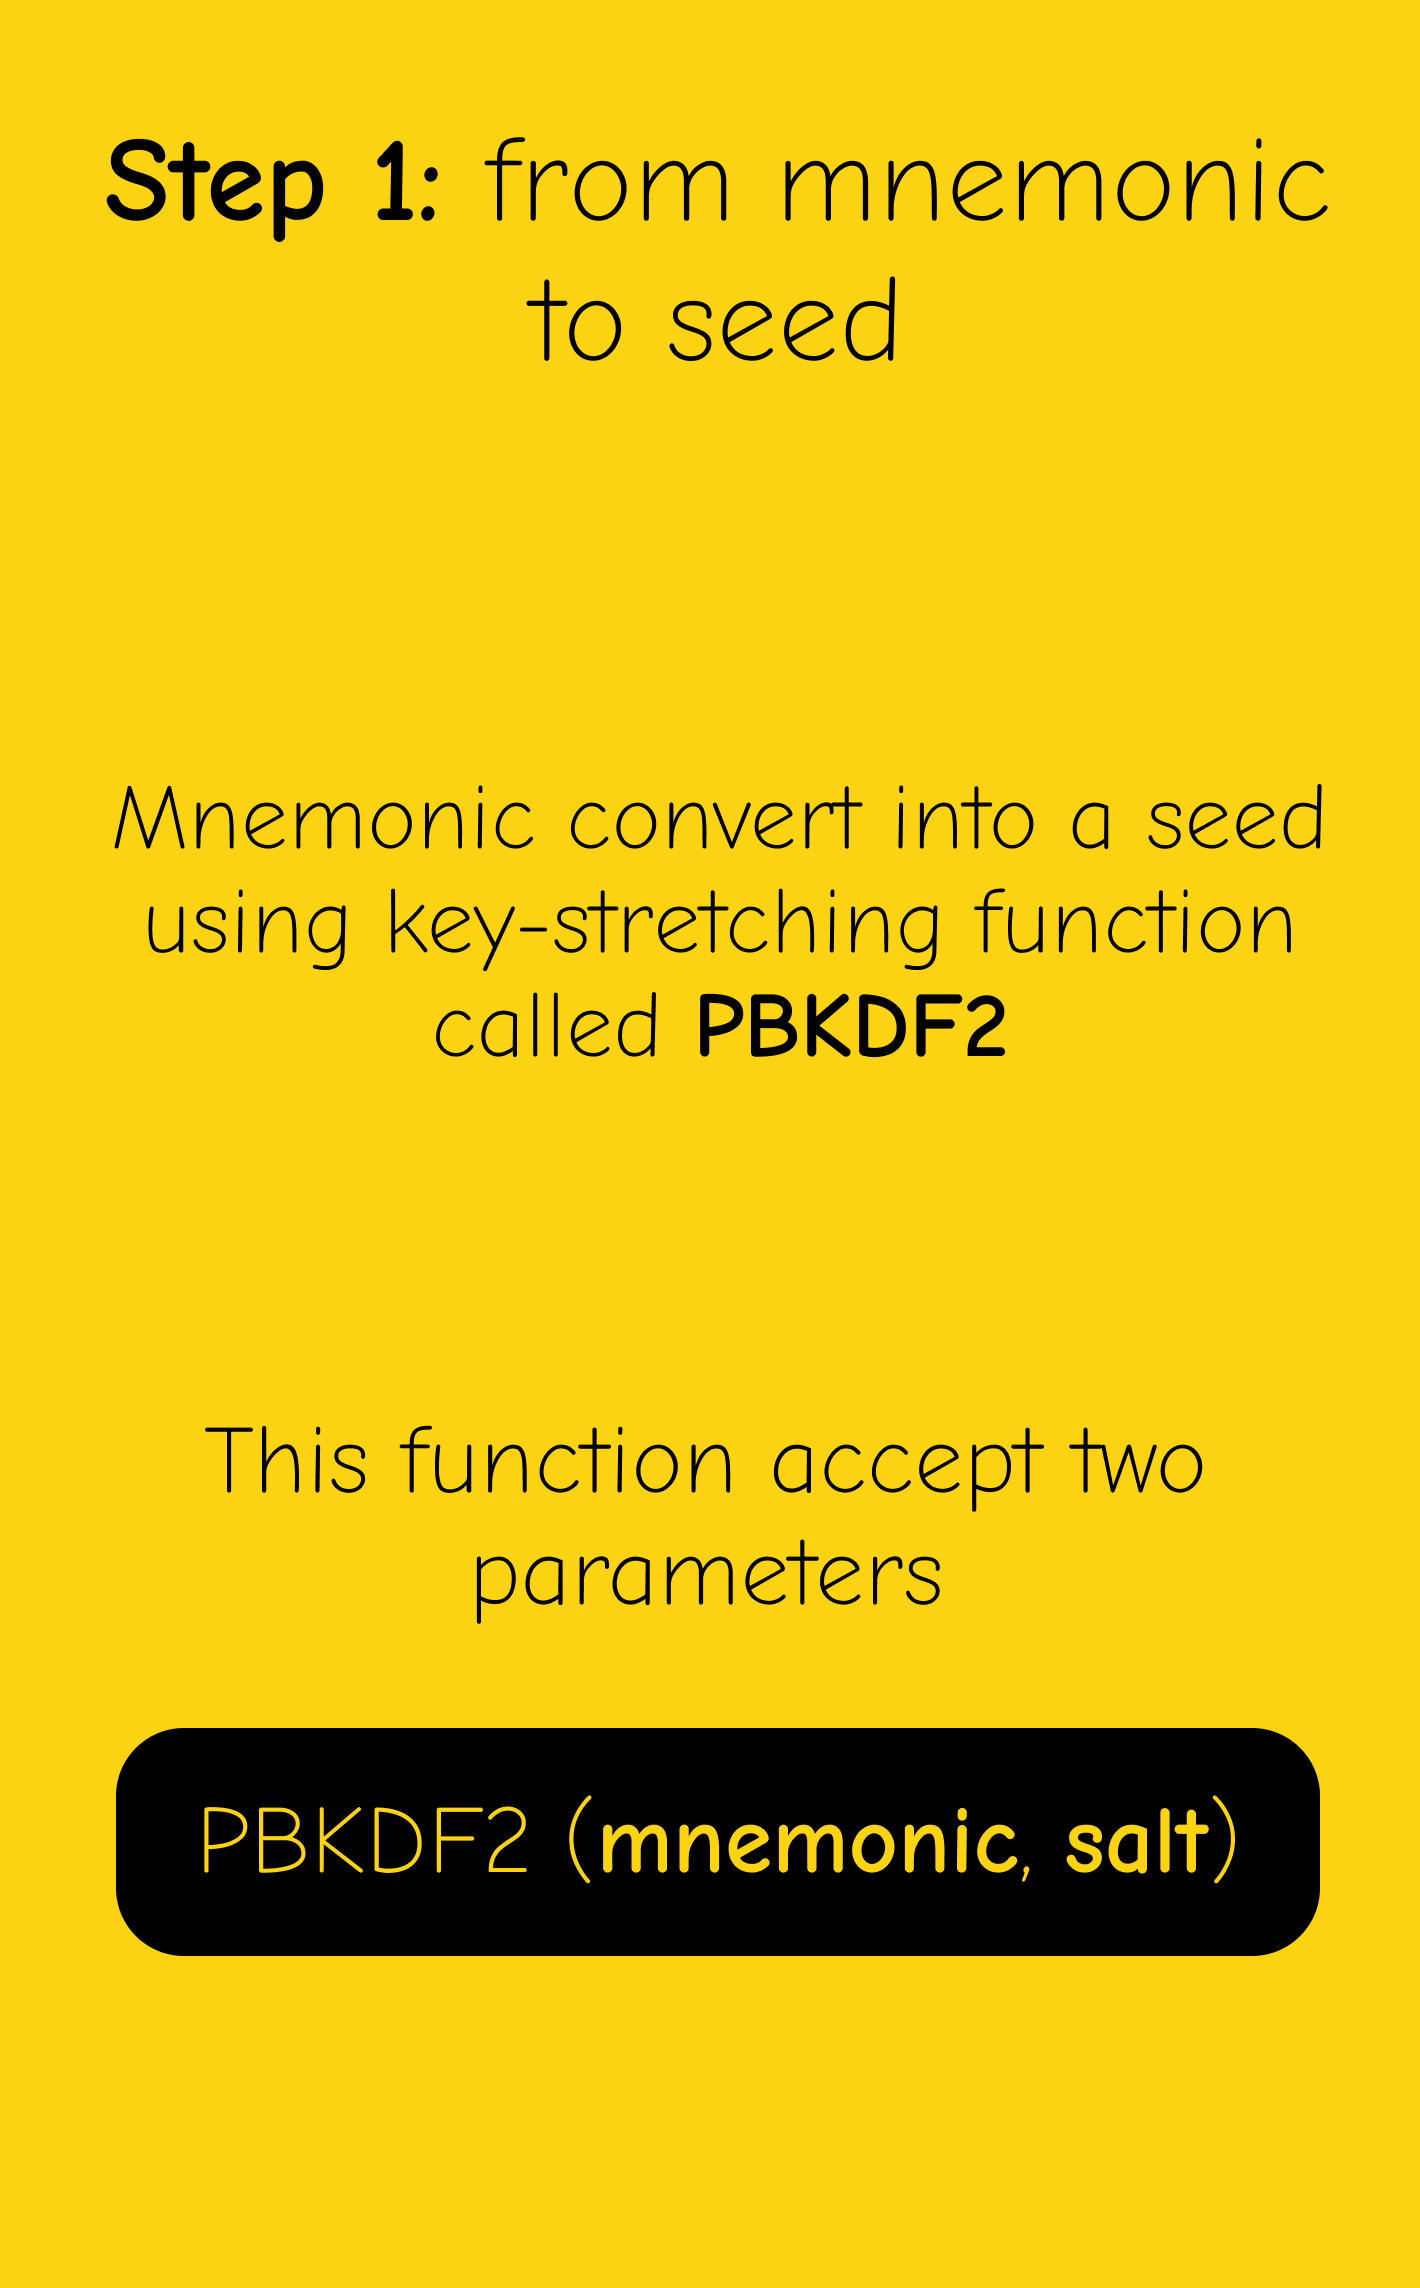 Step 1: from mnemonic
to seed
Mnemonic convert into a seed
using key-stretching function
called PBKDF2
This function accept two
parameters
PBKDF2 (mnemonic, salt)